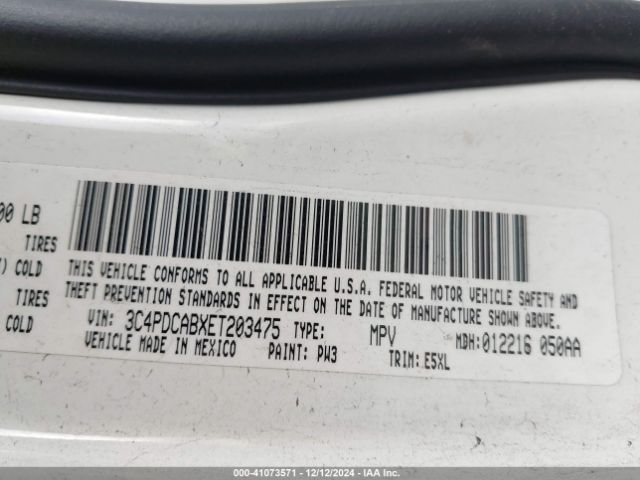 00 LB
TIRES
) COLD
TIRES
COLD
THIS VEHICLE CONFORMS TO ALL APPLICABLE U.S.A. FEDERAL MOTOR VEHICLE SAFETY AND
THEFT PREVENTION STANDARDS IN EFFECT ON THE DATE OF MANUFACTURE SHOWN ABOVE.
VIN: 3C4PDCABXET203475 TYPE: MPV MDH:012216 050AA
VEHICLE MADE IN MEXICO PAINT: PW3 TRIM: E5XL
000-41073571 • 12/12/2024 • IAA Inc.